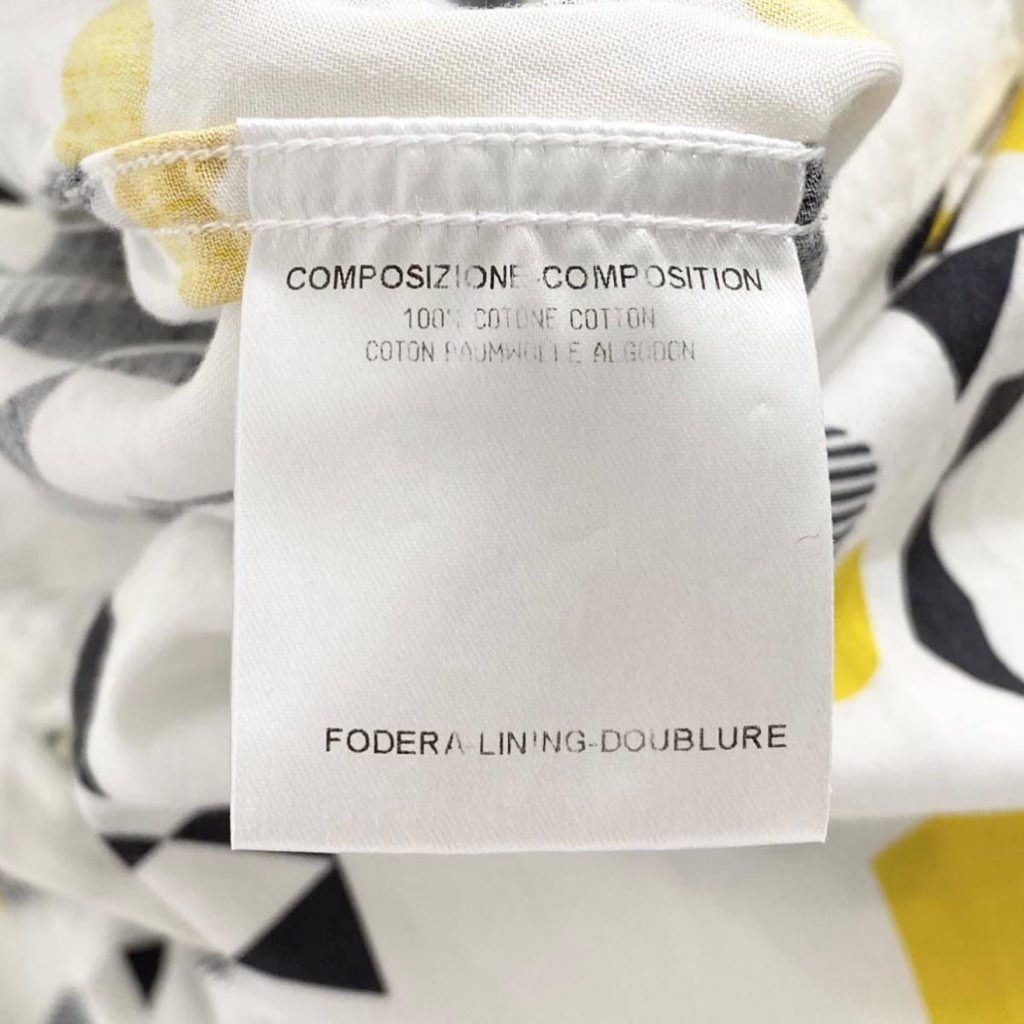 COMPOSIZIONE-COMPOSITION
100% COTONE COTTON
COTON BAUMWOLLE ALGODON
FODERA-LINING-DOUBLURE